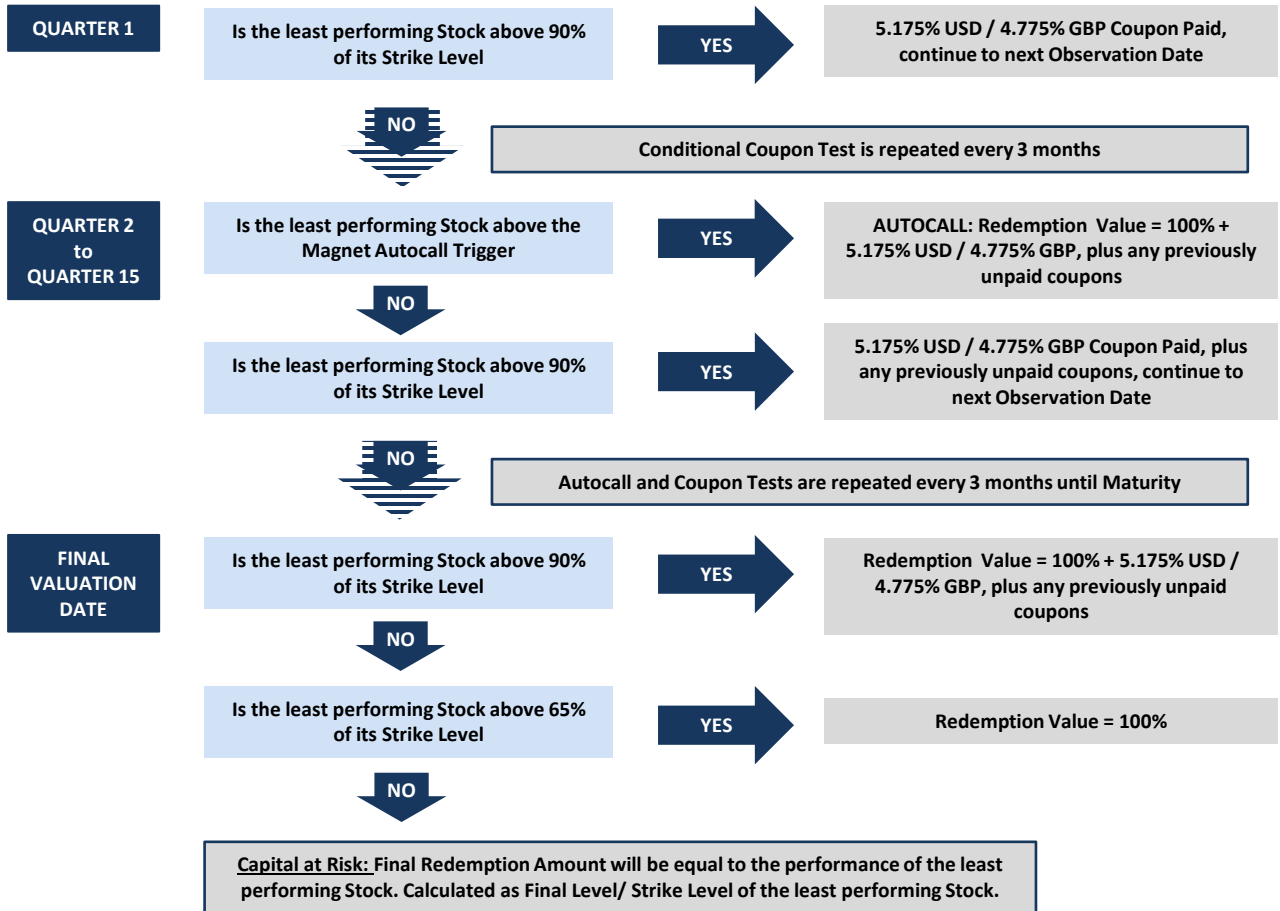 QUARTER 1
Is the least performing Stock above 90%
of its Strike Level
YES
5.175% USD / 4.775% GBP Coupon Paid,
continue to next Observation Date
NO
Conditional Coupon Test is repeated every 3 months
QUARTER 2
to
QUARTER 15
Is the least performing Stock above the
Magnet Autocall Trigger
YES
AUTOCALL: Redemption Value = 100% +
5.175% USD / 4.775% GBP, plus any previously
unpaid coupons
NO
Is the least performing Stock above 90%
of its Strike Level
YES
5.175% USD / 4.775% GBP Coupon Paid, plus
any previously unpaid coupons, continue to
next Observation Date
NO
Autocall and Coupon Tests are repeated every 3 months until Maturity
FINAL
VALUATION
DATE
Is the least performing Stock above 90%
of its Strike Level
YES
Redemption Value = 100% + 5.175% USD /
4.775% GBP, plus any previously unpaid
coupons
NO
Is the least performing Stock above 65%
of its Strike Level
YES
Redemption Value = 100%
NO
Capital at Risk: Final Redemption Amount will be equal to the performance of the least
performing Stock. Calculated as Final Level/ Strike Level of the least performing Stock.